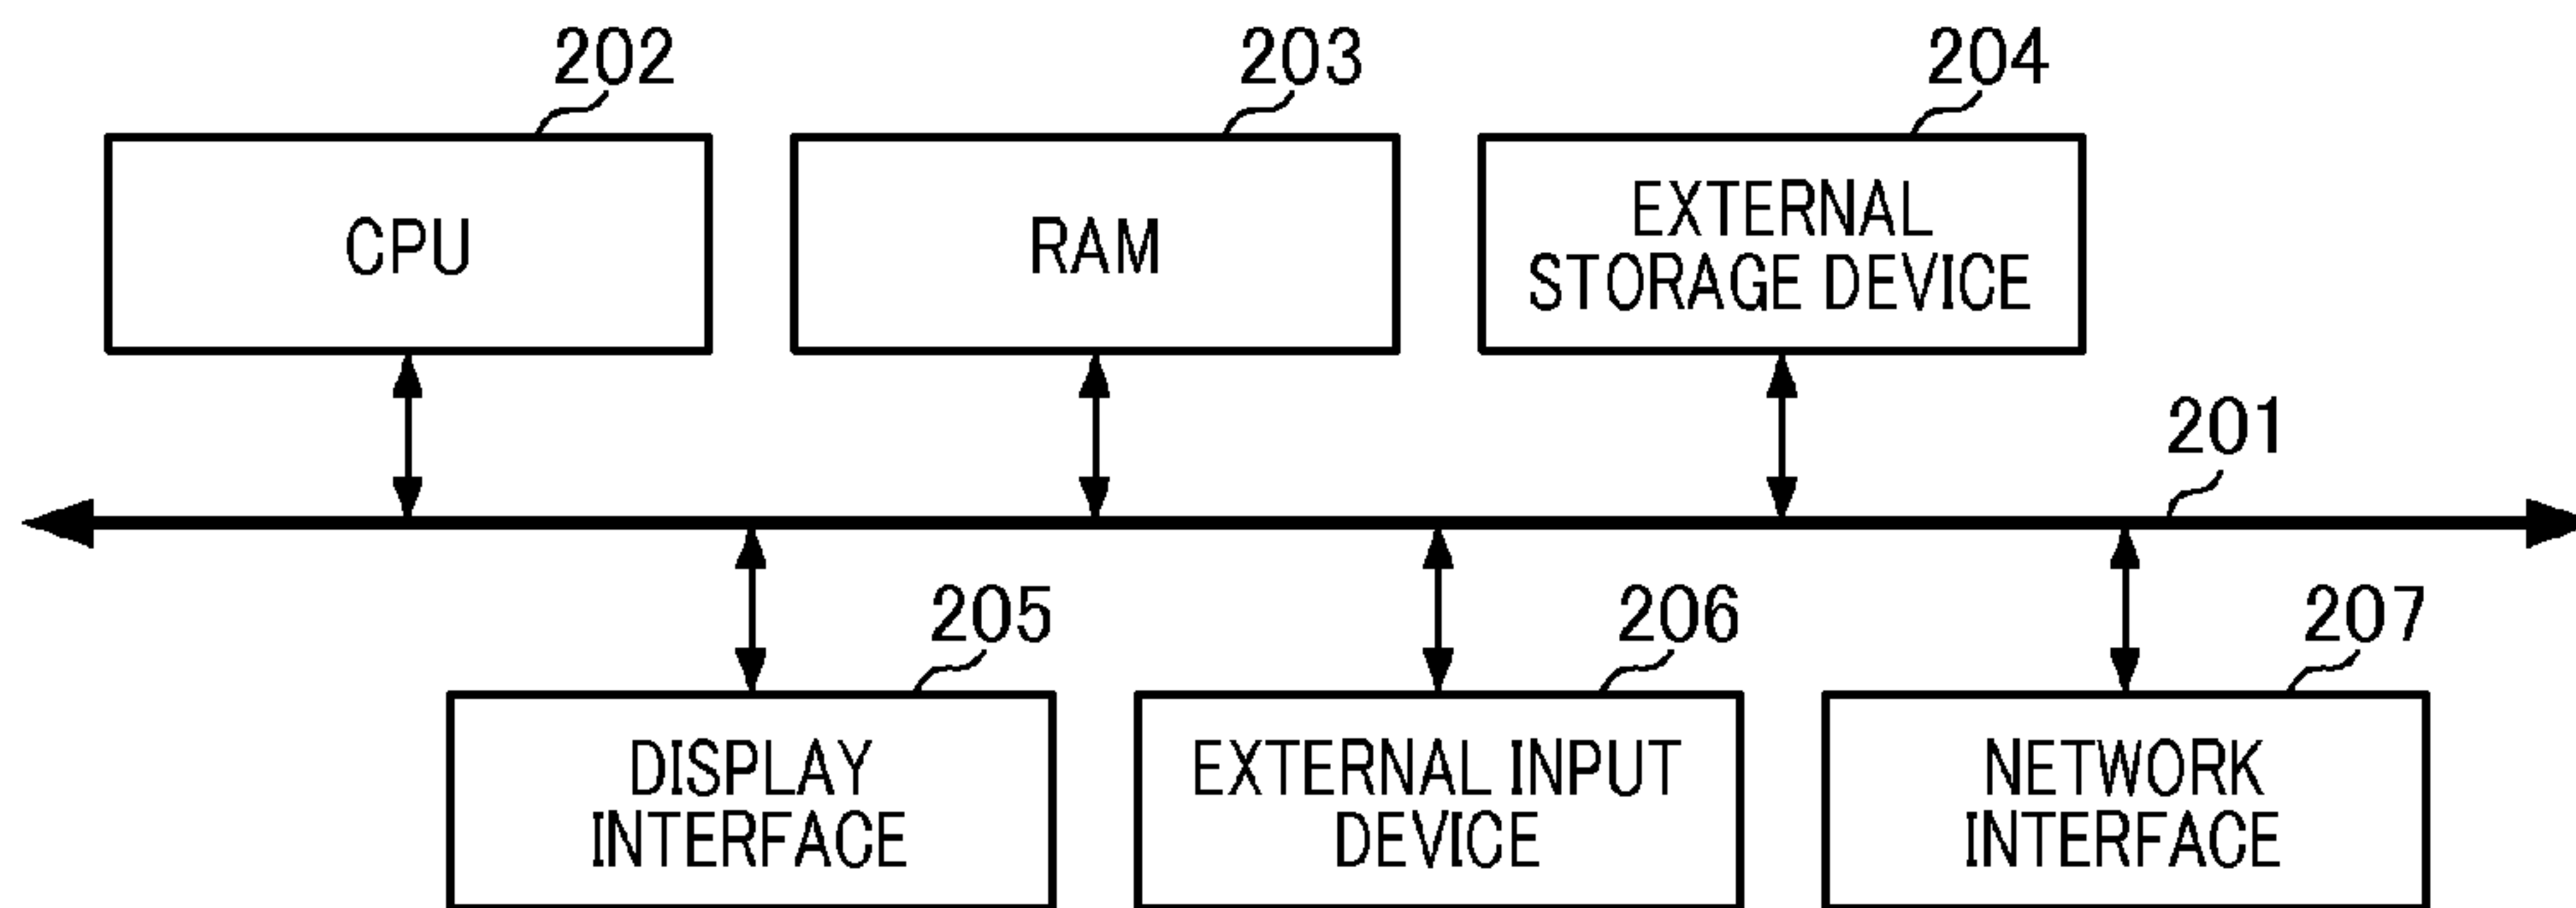 202
203
204
CPU
RAM
EXTERNAL
STORAGE DEVICE
201
205
206
207
DISPLAY
INTERFACE
EXTERNAL INPUT
DEVICE
NETWORK
INTERFACE